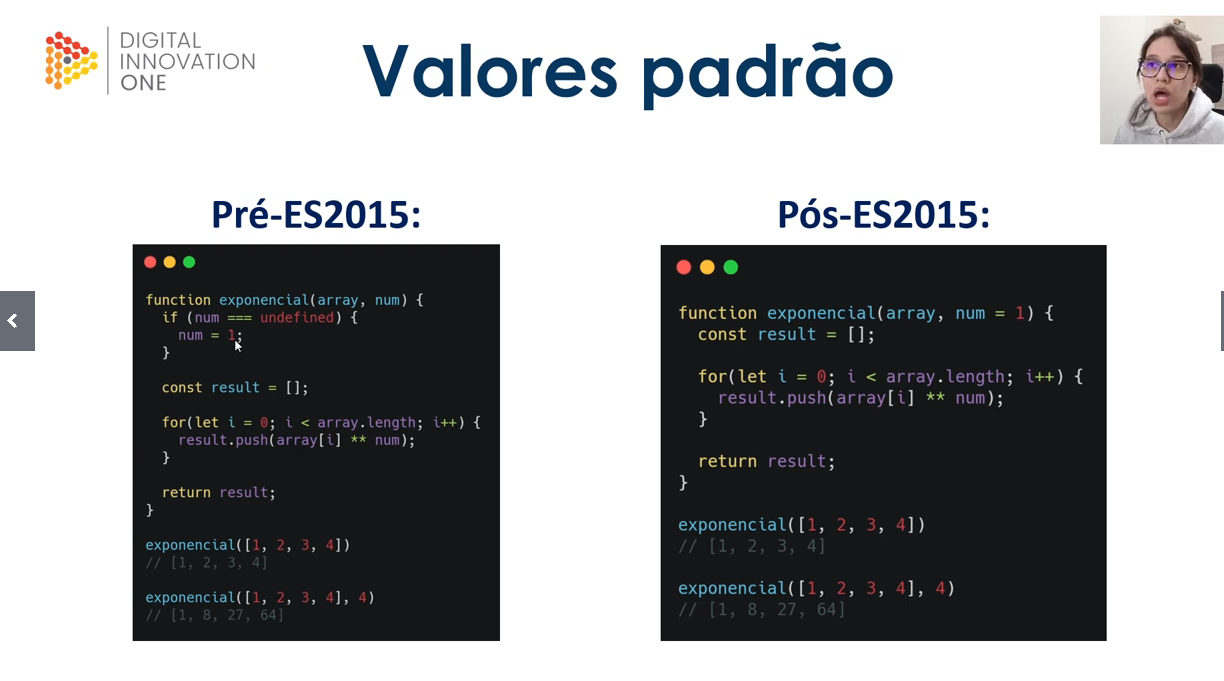 DIGITAL
INNOVATION
ONE
Valores padrão
Pré-ES2015:
function exponencial(array, num) {
  if (num === undefined) {
    num = 1;
  }

  const result = [];

  for(let i = 0; i < array.length; i++) {
    result.push(array[i] ** num);
  }

  return result;
}

exponencial([1, 2, 3, 4])
// [1, 2, 3, 4]

exponencial([1, 2, 3, 4], 4)
// [1, 8, 27, 64]
Pós-ES2015:
function exponencial(array, num = 1) {
  const result = [];

  for(let i = 0; i < array.length; i++) {
    result.push(array[i] ** num);
  }

  return result;
}

exponencial([1, 2, 3, 4])
// [1, 2, 3, 4]

exponencial([1, 2, 3, 4], 4)
// [1, 8, 27, 64]